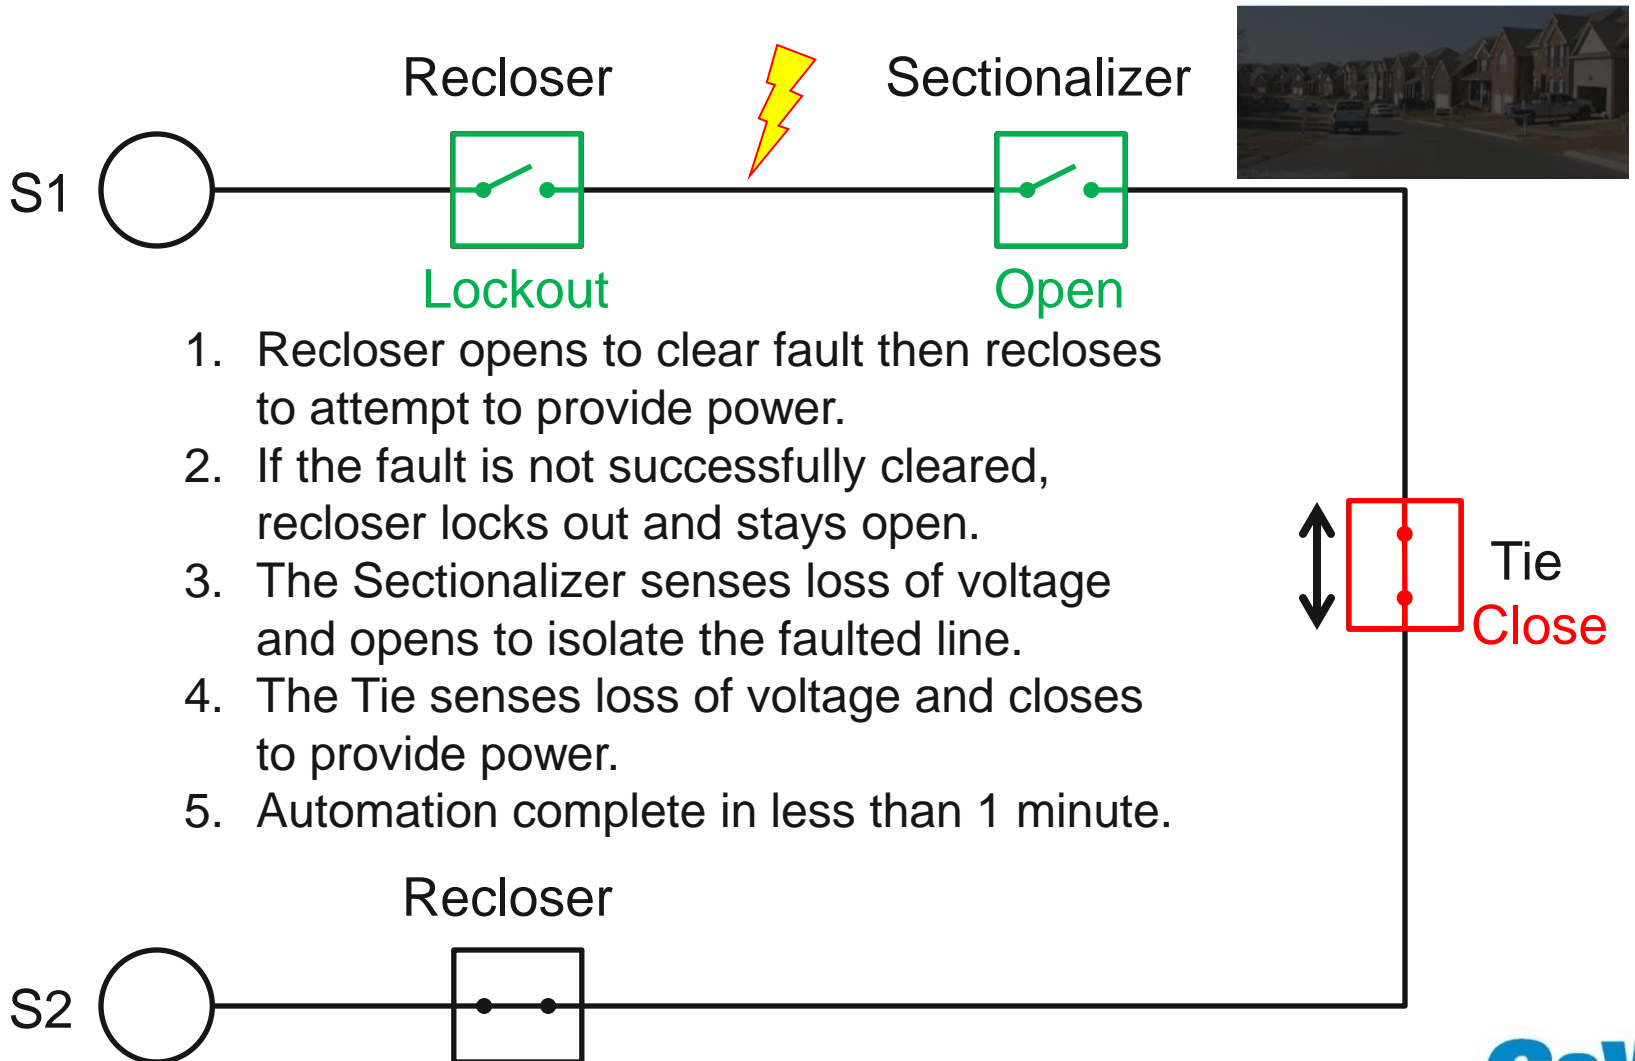 Recloser
Sectionalizer
S1
Lockout
Open
1. Recloser opens to clear fault then recloses
to attempt to provide power.
2. If the fault is not successfully cleared,
recloser locks out and stays open.
3. The Sectionalizer senses loss of voltage
and opens to isolate the faulted line.
4. The Tie senses loss of voltage and closes
to provide power.
5. Automation complete in less than 1 minute.
Tie
Close
Recloser
S2